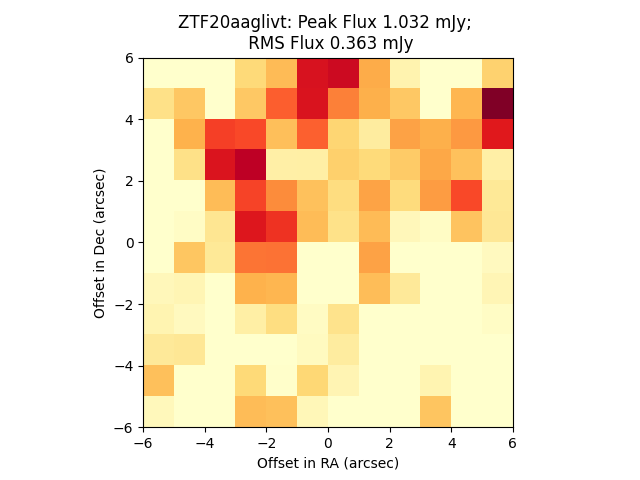 ZTF20aaglivt: Peak Flux 1.032 mJy;
RMS Flux 0.363 mJy
6
4
2
0
−2
−4
−6
Offset in Dec (arcsec)
−6 −4 −2 0 2 4 6
Offset in RA (arcsec)